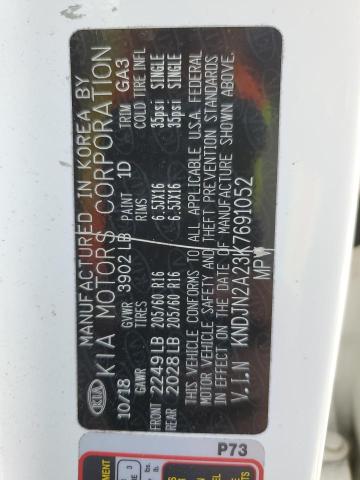 MANUFACTURED IN KOREA BY
KIA MOTORS CORPORATION
KIA
10/18 GVWR 3902 LB PAINT 1D TRIM GA3
GAWR TIRES RIMS COLD TIRE INFL
FRONT 2249 LB 205/60 R16 6.5JX16 35psi SINGLE
REAR 2028 LB 205/60 R16 6.5JX16 35psi SINGLE
THIS VEHICLE CONFORMS TO ALL APPLICABLE U.S.A. FEDERAL
MOTOR VEHICLE SAFETY AND THEFT PREVENTION STANDARDS
IN EFFECT ON THE DATE OF MANUFACTURE SHOWN ABOVE.
V.I.N KNDJN2A23K7691052
MPV
P73